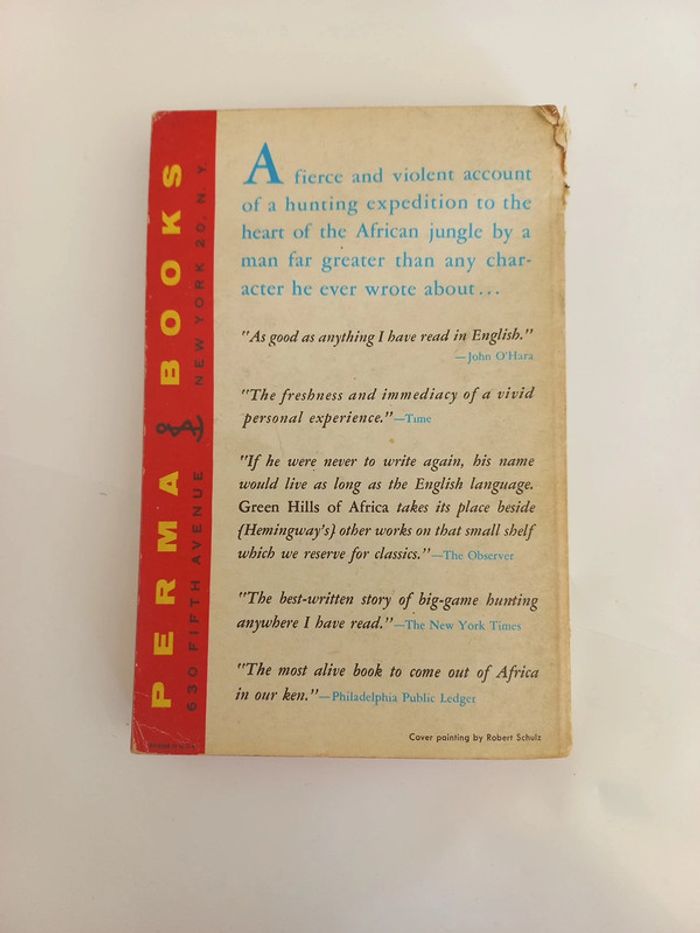 PERMA BOOKS
630 FIFTH AVENUE NEW YORK 20, N. Y.
A fierce and violent account
of a hunting expedition to the
heart of the African jungle by a
man far greater than any char-
acter he ever wrote about...
"As good as anything I have read in English."
—John O'Hara
"The freshness and immediacy of a vivid
personal experience."—Time
"If he were never to write again, his name
would live as long as the English language.
Green Hills of Africa takes its place beside
{Hemingway's} other works on that small shelf
which we reserve for classics."—The Observer
"The best-written story of big-game hunting
anywhere I have read."—The New York Times
"The most alive book to come out of Africa
in our ken."—Philadelphia Public Ledger
Cover painting by Robert Schulz